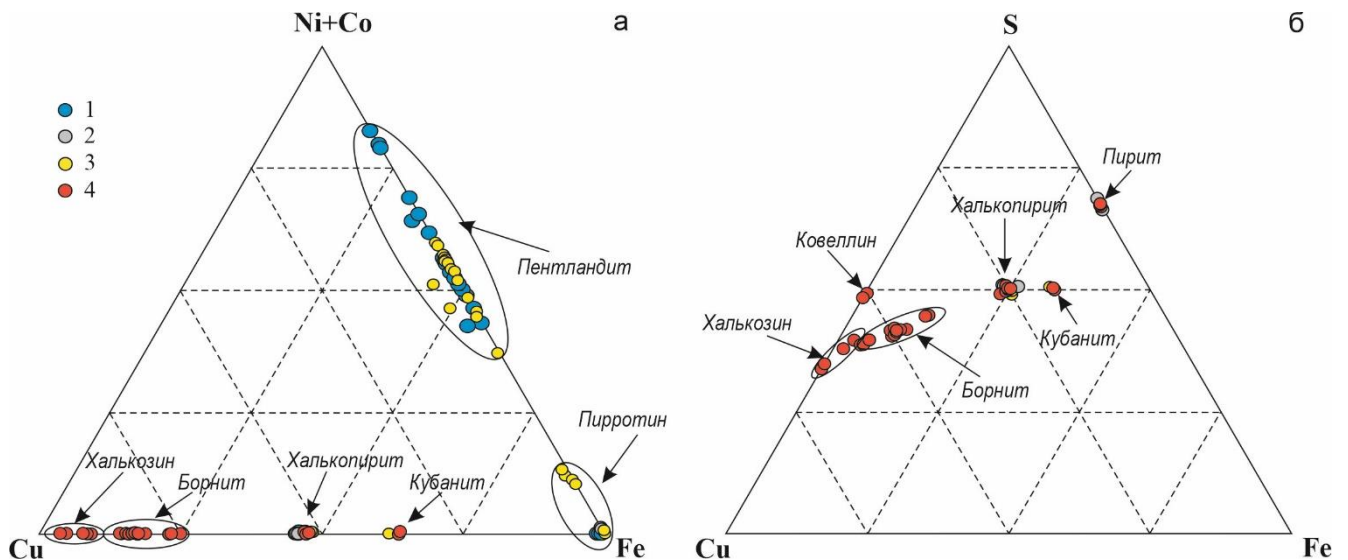 Ni+Co
а
1
2
3
4
Пентландит
Пирротин
Халькозин
Борнит
Халькопирит
Кубанит
Cu
Fe
S
б
Пирит
Халькопирит
Ковеллин
Халькозин
Кубанит
Борнит
Cu
Fe